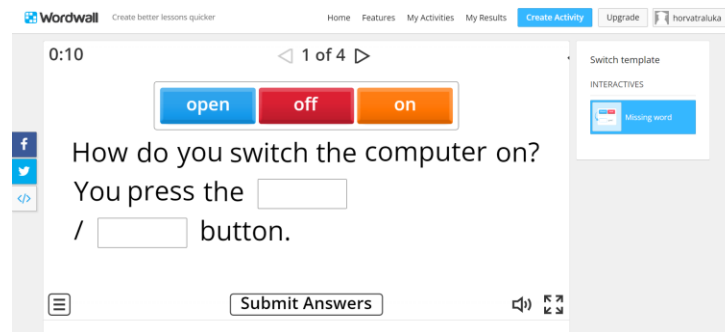 Wordwall Create better lessons quicker Home Features My Activities My Results Create Activity Upgrade horvatraluka
0:10 1 of 4
Switch template
INTERACTIVES
Missing word
open off on
How do you switch the computer on?
You press the
/ button.
Submit Answers